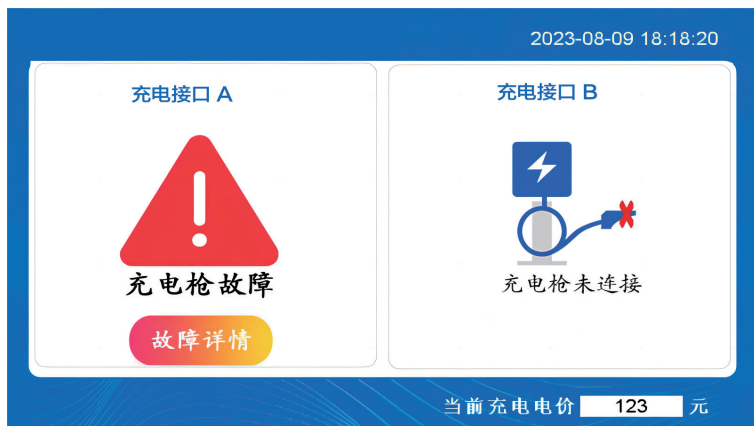 2023-08-09 18:18:20
充电接口 A
充电枪故障
故障详情
充电接口 B
充电枪未连接
当前充电电价 123 元